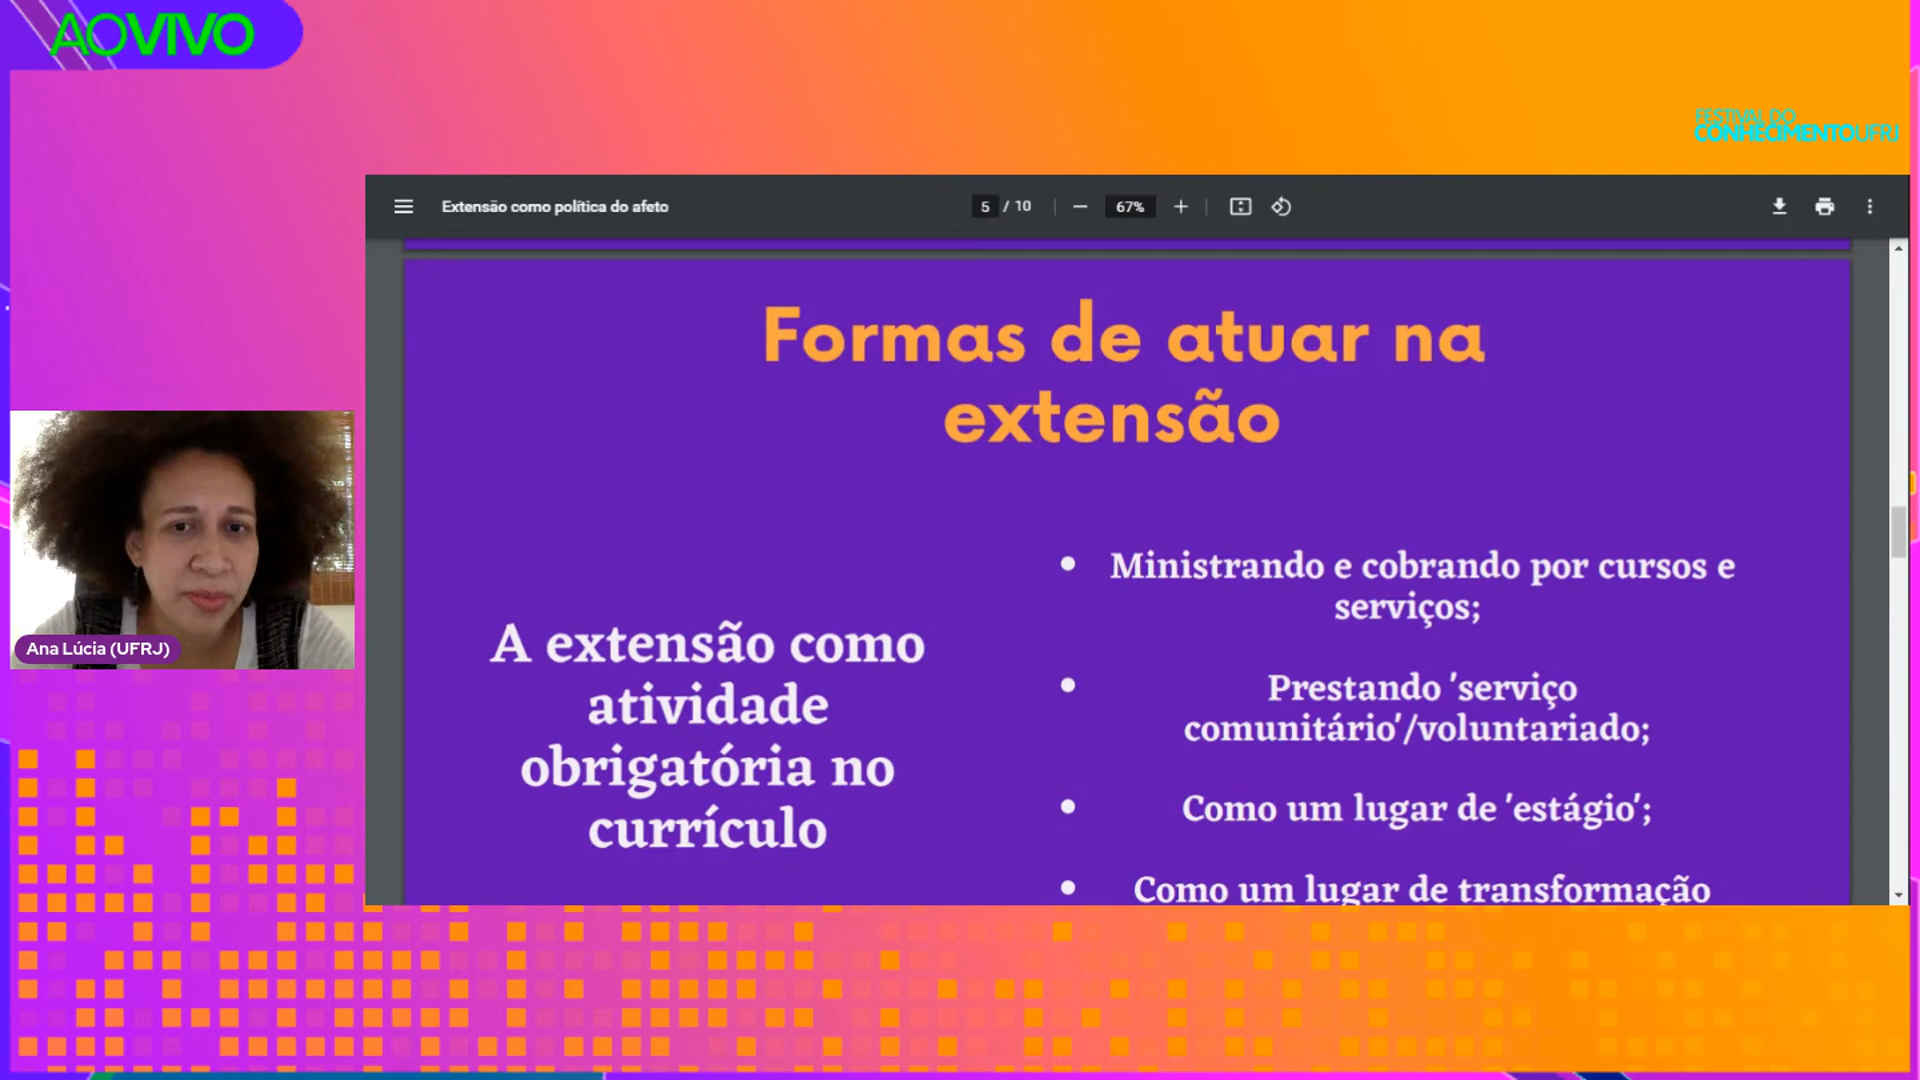 AOVIVO
FESTIVAL DO
CONHECIMENTOUFRJ
Extensão como política do afeto
5 / 10
67%
Formas de atuar na
extensão
A extensão como
atividade
obrigatória no
currículo
Ministrando e cobrando por cursos e
serviços;
Prestando 'serviço
comunitário'/voluntariado;
Como um lugar de 'estágio';
Como um lugar de transformação
Ana Lúcia (UFRJ)